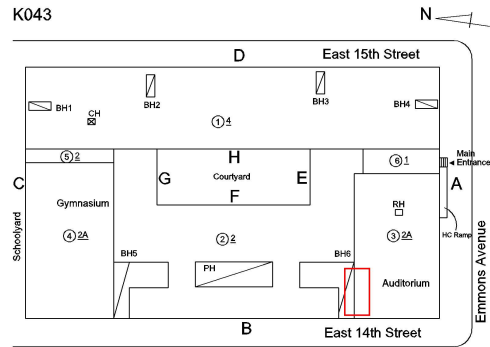 K043
N
D
East 15th Street
BH1
CH
BH2
1 4
BH3
BH4
5 2
H
6 1
Main
Entrance
C
G
Courtyard
E
A
F
Gymnasium
RH
Schoolyard
4 2A
2 2
3 2A
HC Ramp
BH5
PH
BH6
Auditorium
Emmons Avenue
B
East 14th Street